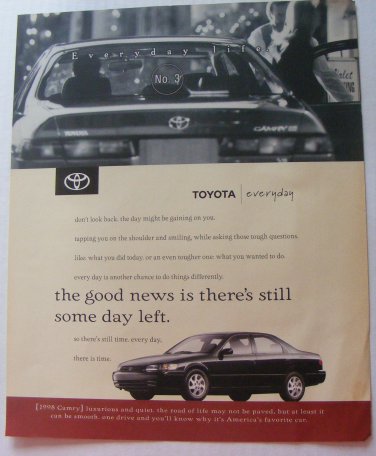 Everyday life.
No. 3
TOYOTA
CAMRY
TOYOTA everyday
don't look back. the day might be gaining on you.
tapping you on the shoulder and smiling, while asking those tough questions.
like: what you did today. or an even tougher one: what you wanted to do.
every day is another chance to do things differently.
the good news is there's still
some day left.
so there's still time. every day.
there is time.
[1998 Camry] luxurious and quiet. the road of life may not be paved, but at least it
can be smooth. one drive and you'll know why it's America's favorite car.